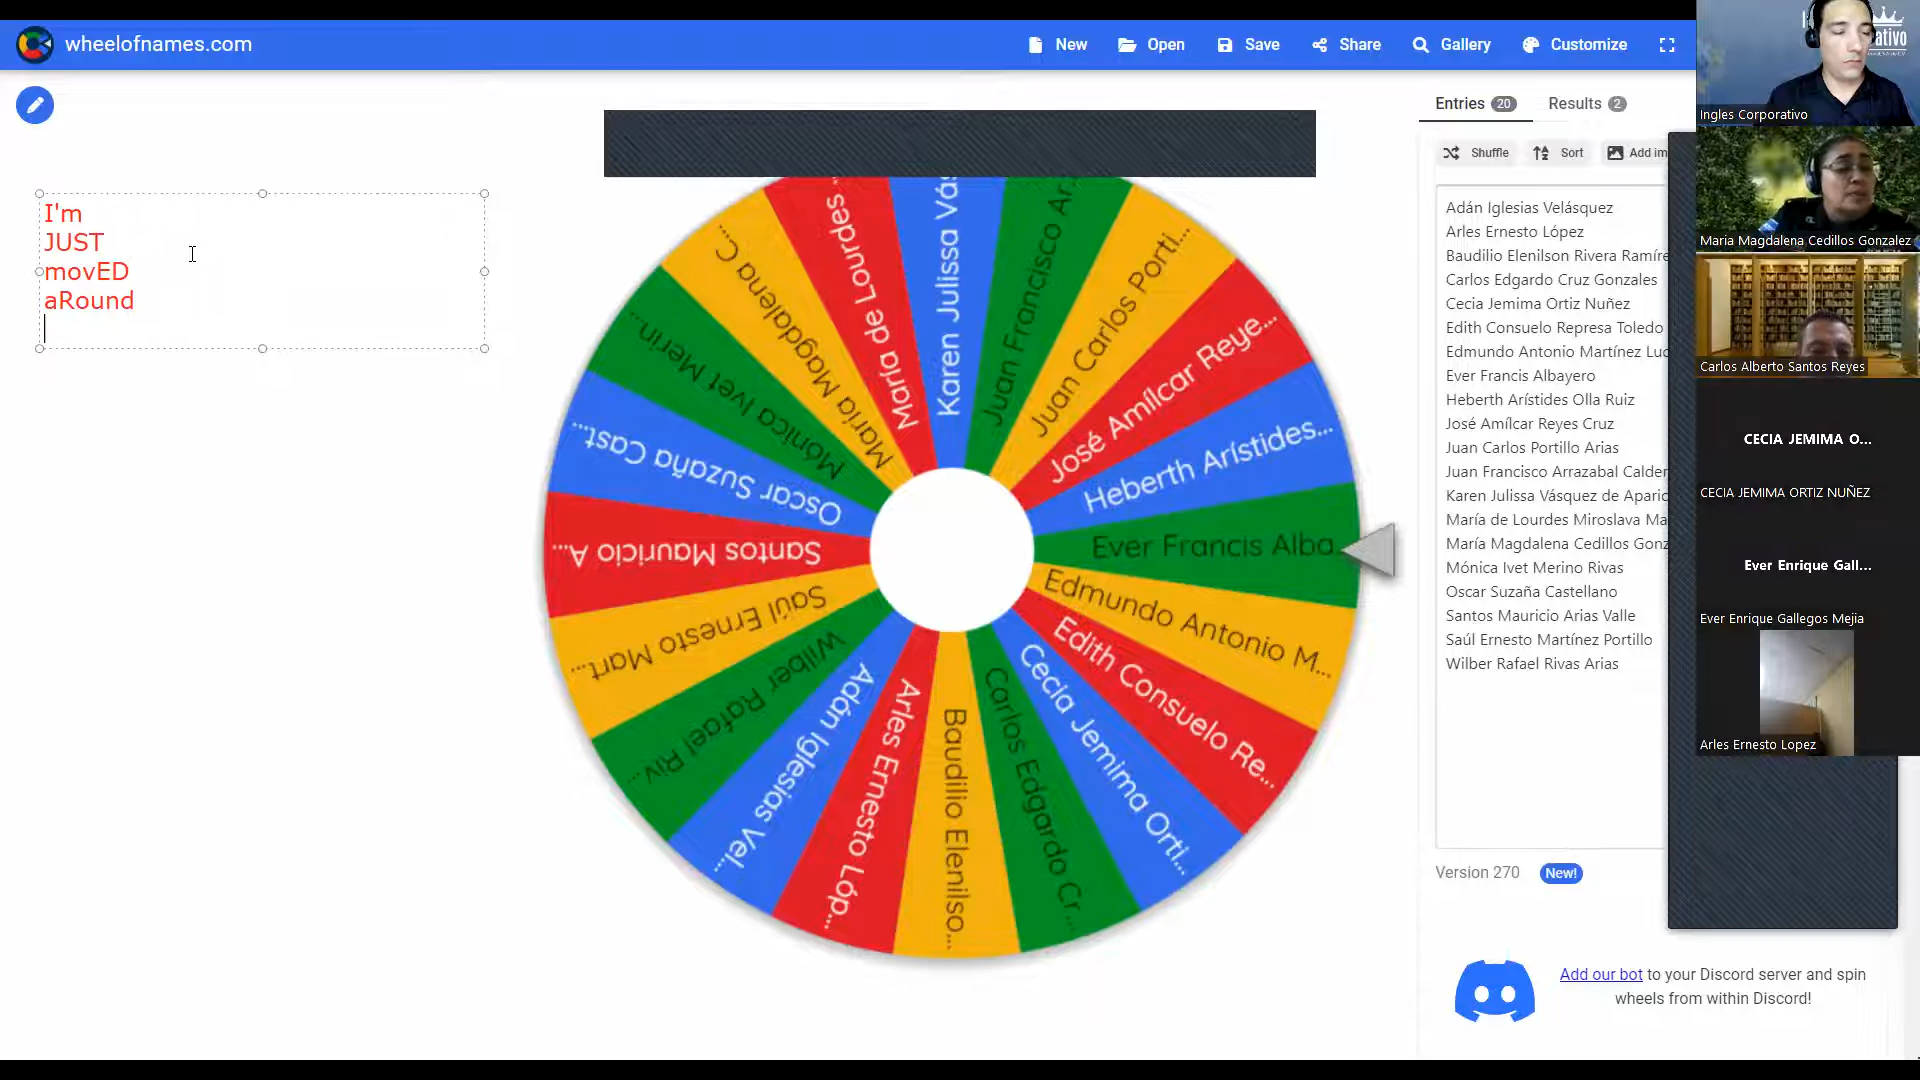 wheelofnames.com
New
Open
Save
Share
Gallery
Customize
Entries 20
Results 2
Shuffle
Sort
Add im
I'm
JUST
movED
aRound
Adán Iglesias Velásquez
Arles Ernesto López
Baudilio Elenilson Rivera Ramíre
Carlos Edgardo Cruz Gonzales
Cecia Jemima Ortiz Nuñez
Edith Consuelo Represa Toledo
Edmundo Antonio Martínez Luc
Ever Francis Albayero
Heberth Arístides Olla Ruiz
José Amílcar Reyes Cruz
Juan Carlos Portillo Arias
Juan Francisco Arrazabal Calder
Karen Julissa Vásquez de Aparic
María de Lourdes Miroslava Ma
María Magdalena Cedillos Gonz
Mónica Ivet Merino Rivas
Oscar Suzaña Castellano
Santos Mauricio Arias Valle
Saúl Ernesto Martínez Portillo
Wilber Rafael Rivas Arias
María de Lourdes...
Karen Julissa Vás
Juan Francisco Ar
Juan Carlos Porti...
José Amílcar Reye...
Heberth Arístides...
Ever Francis Alba
Edmundo Antonio M...
Edith Consuelo Re...
Cecia Jemima Orti...
Carlos Edgardo Cr...
Baudilio Elenilso...
Arles Ernesto Lóp...
Adán Iglesias Vel...
Wilber Rafael Riv...
Saúl Ernesto Mart...
Santos Mauricio A...
Oscar Suzaña Cast...
Mónica Ivet Merin...
María Magdalena C...
Version 270
New!
Add our bot to your Discord server and spin
wheels from within Discord!
ativo
Ingles Corporativo
Maria Magdalena Cedillos Gonzalez
Carlos Alberto Santos Reyes
CECIA JEMIMA O...
CECIA JEMIMA ORTIZ NUÑEZ
Ever Enrique Gall...
Ever Enrique Gallegos Mejia
Arles Ernesto Lopez